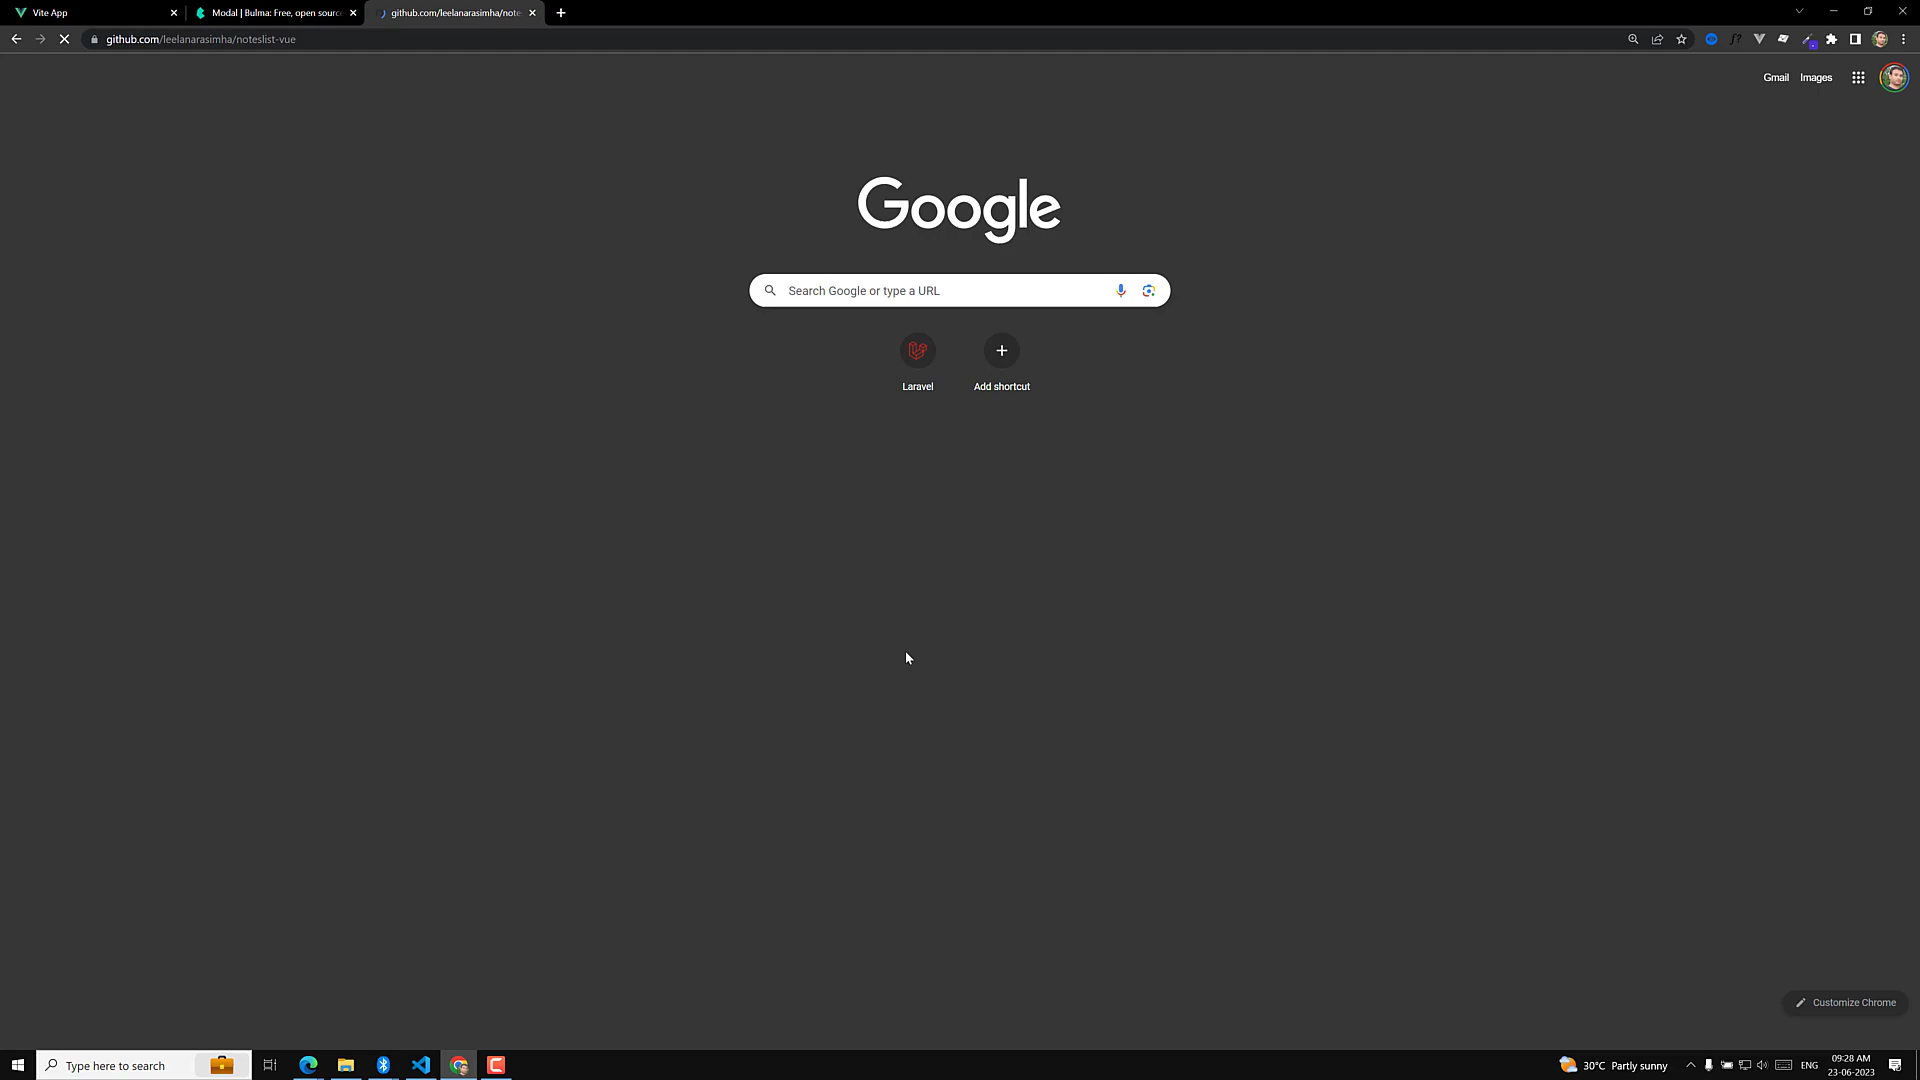 Vite App
Modal | Bulma: Free, open source
github.com/leelanarasimha/note
github.com/leelanarasimha/noteslist-vue
Gmail
Images
Google
Search Google or type a URL
Laravel
Add shortcut
Customize Chrome
Type here to search
30°C Partly sunny
ENG
09:28 AM
23-06-2023